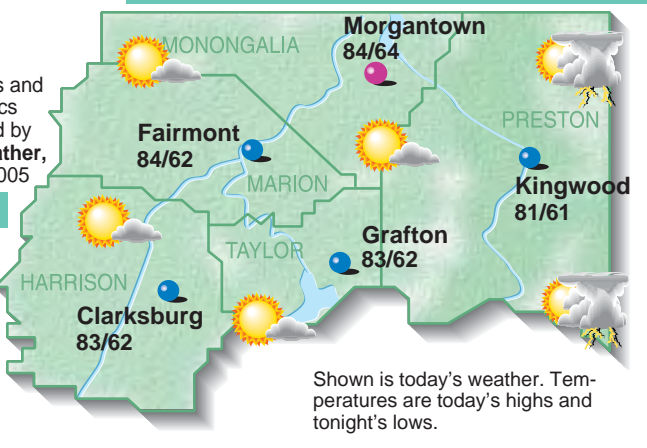 MONONGALIA
Morgantown
84/64
s and
cs
d by
ather,
005
PRESTON
Fairmont
84/62
MARION
Kingwood
81/61
TAYLOR
Grafton
83/62
HARRISON
Clarksburg
83/62
Shown is today's weather. Tem-
peratures are today's highs and
tonight's lows.